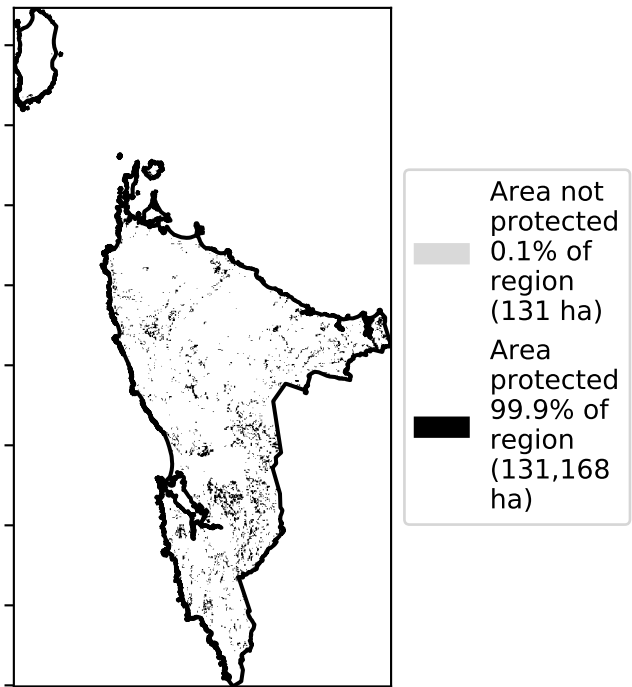 Area not
protected
0.1% of
region
(131 ha)
Area
protected
99.9% of
region
(131,168
ha)